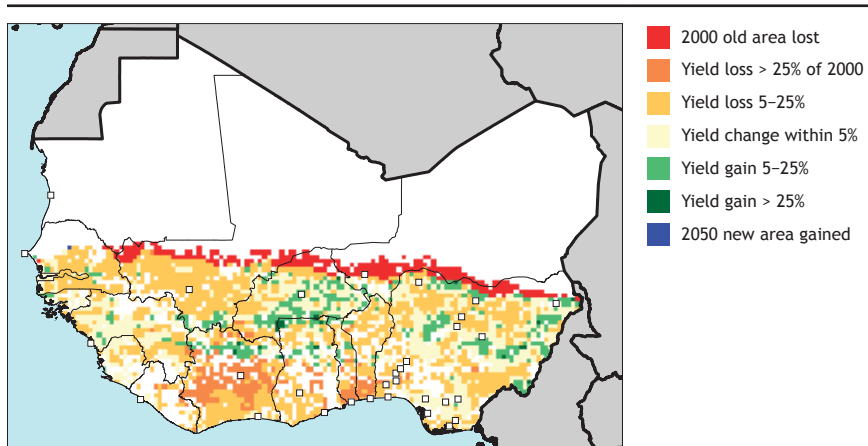 2000 old area lost
Yield loss > 25% of 2000
Yield loss 5–25%
Yield change within 5%
Yield gain 5–25%
Yield gain > 25%
2050 new area gained